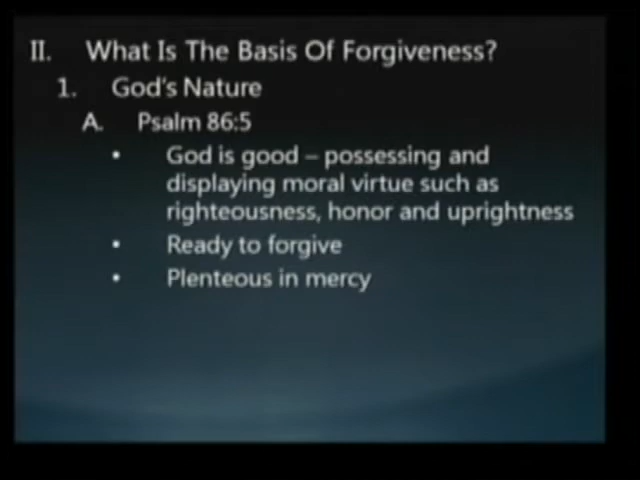 II. What Is The Basis Of Forgiveness?
1. God's Nature
A. Psalm 86:5
• God is good – possessing and
displaying moral virtue such as
righteousness, honor and uprightness
• Ready to forgive
• Plenteous in mercy